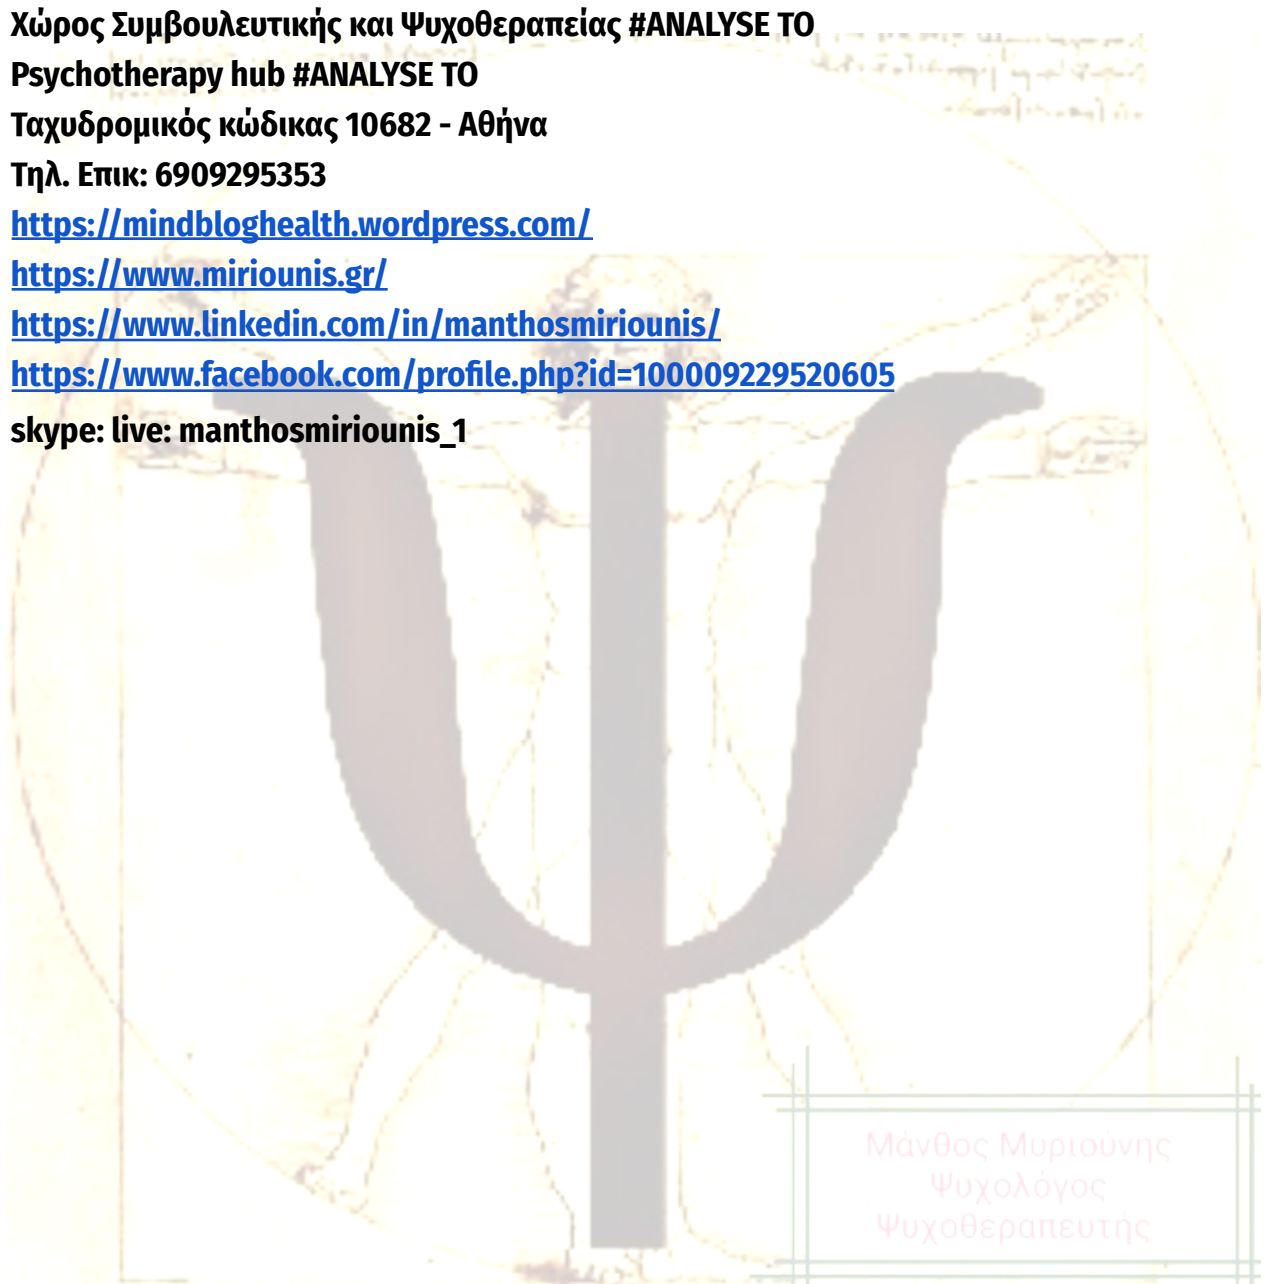 Χώρος Συμβουλευτικής και Ψυχοθεραπείας #ANALYSE TO
Psychotherapy hub #ANALYSE TO
Ταχυδρομικός κώδικας 10682 - Αθήνα
Τηλ. Επικ: 6909295353
https://mindbloghealth.wordpress.com/
https://www.miriounis.gr/
https://www.linkedin.com/in/manthosmiriounis/
https://www.facebook.com/profile.php?id=100009229520605
skype: live: manthosmiriounis_1
Ψ
Μάνθος Μυριούνης
Ψυχολόγος
Ψυχοθεραπευτής